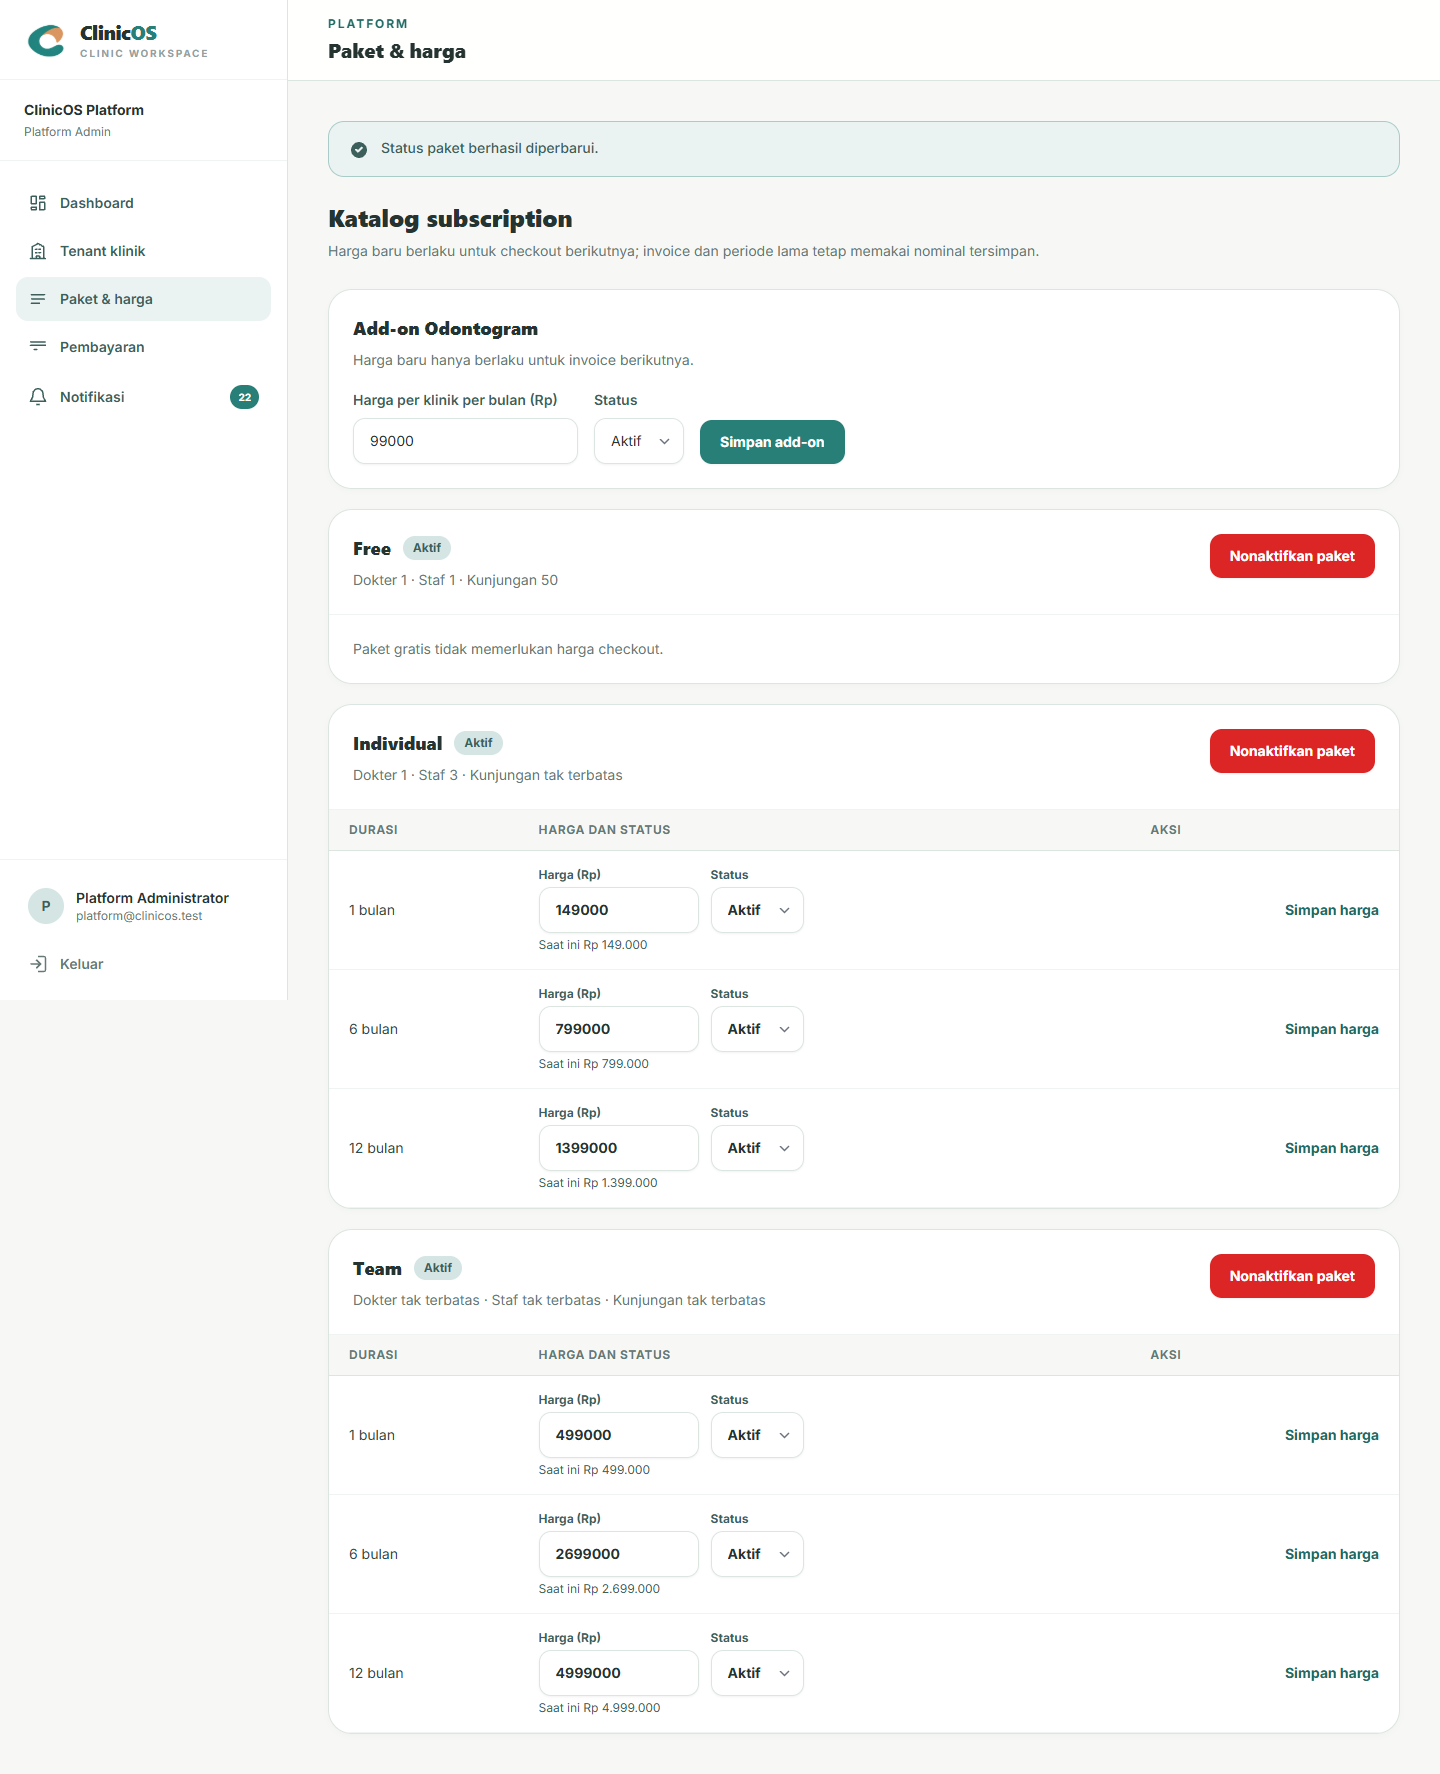 ClinicOS
CLINIC WORKSPACE
ClinicOS Platform
Platform Admin
Dashboard
Tenant klinik
Paket & harga
Pembayaran
Notifikasi 22
P
Platform Administrator
platform@clinicos.test
Keluar
PLATFORM
Paket & harga
Status paket berhasil diperbarui.
Katalog subscription
Harga baru berlaku untuk checkout berikutnya; invoice dan periode lama tetap memakai nominal tersimpan.
Add-on Odontogram
Harga baru hanya berlaku untuk invoice berikutnya.
Harga per klinik per bulan (Rp) Status
99000 Aktif Simpan add-on
Free Aktif Nonaktifkan paket
Dokter 1 · Staf 1 · Kunjungan 50
Paket gratis tidak memerlukan harga checkout.
Individual Aktif Nonaktifkan paket
Dokter 1 · Staf 3 · Kunjungan tak terbatas
DURASI HARGA DAN STATUS AKSI
Harga (Rp) Status
1 bulan 149000 Aktif Simpan harga
Saat ini Rp 149.000
Harga (Rp) Status
6 bulan 799000 Aktif Simpan harga
Saat ini Rp 799.000
Harga (Rp) Status
12 bulan 1399000 Aktif Simpan harga
Saat ini Rp 1.399.000
Team Aktif Nonaktifkan paket
Dokter tak terbatas · Staf tak terbatas · Kunjungan tak terbatas
DURASI HARGA DAN STATUS AKSI
Harga (Rp) Status
1 bulan 499000 Aktif Simpan harga
Saat ini Rp 499.000
Harga (Rp) Status
6 bulan 2699000 Aktif Simpan harga
Saat ini Rp 2.699.000
Harga (Rp) Status
12 bulan 4999000 Aktif Simpan harga
Saat ini Rp 4.999.000